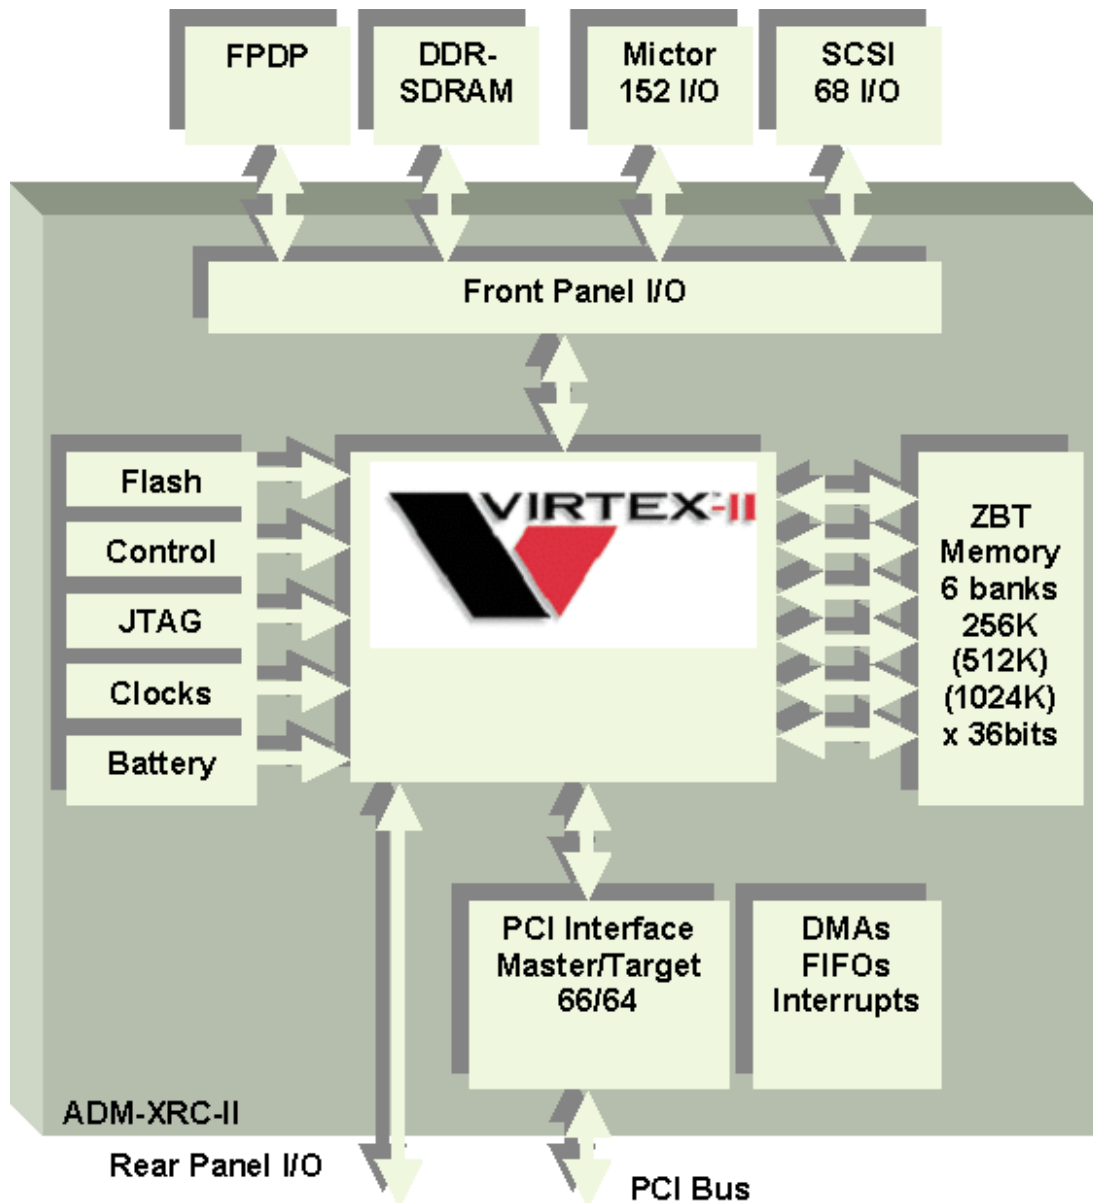 FPDP
DDR-
SDRAM
Mictor
152 I/O
SCSI
68 I/O
Front Panel I/O
Flash
Control
JTAG
Clocks
Battery
VIRTEX-II
ZBT
Memory
6 banks
256K
(512K)
(1024K)
x 36bits
PCI Interface
Master/Target
66/64
DMAs
FIFOs
Interrupts
ADM-XRC-II
Rear Panel I/O
PCI Bus